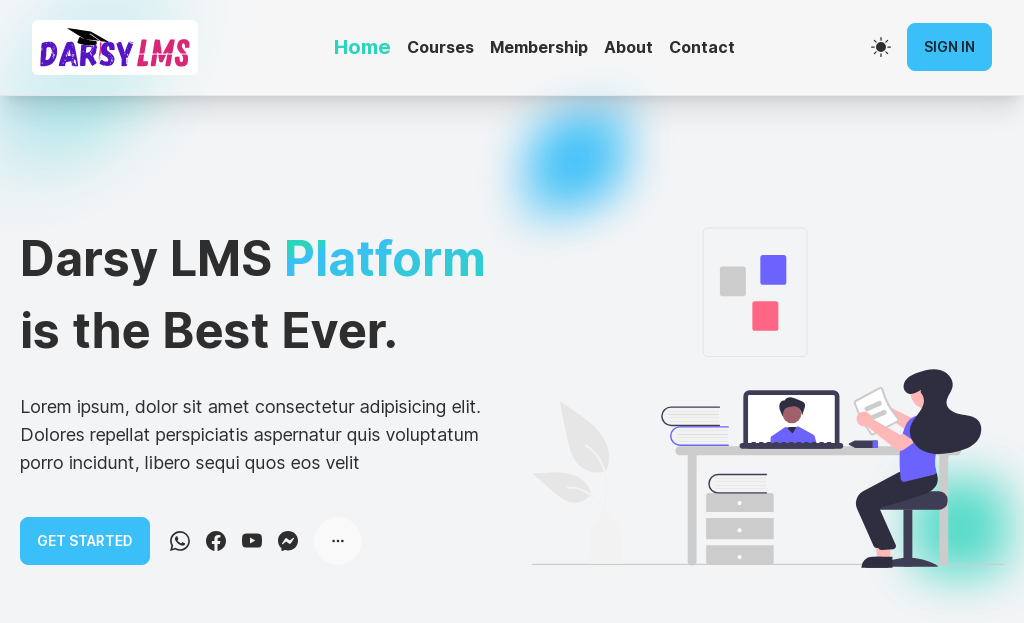 DARSY LMS
Home Courses Membership About Contact
SIGN IN
Darsy LMS Platform
is the Best Ever.
Lorem ipsum, dolor sit amet consectetur adipisicing elit.
Dolores repellat perspiciatis aspernatur quis voluptatum
porro incidunt, libero sequi quos eos velit
GET STARTED